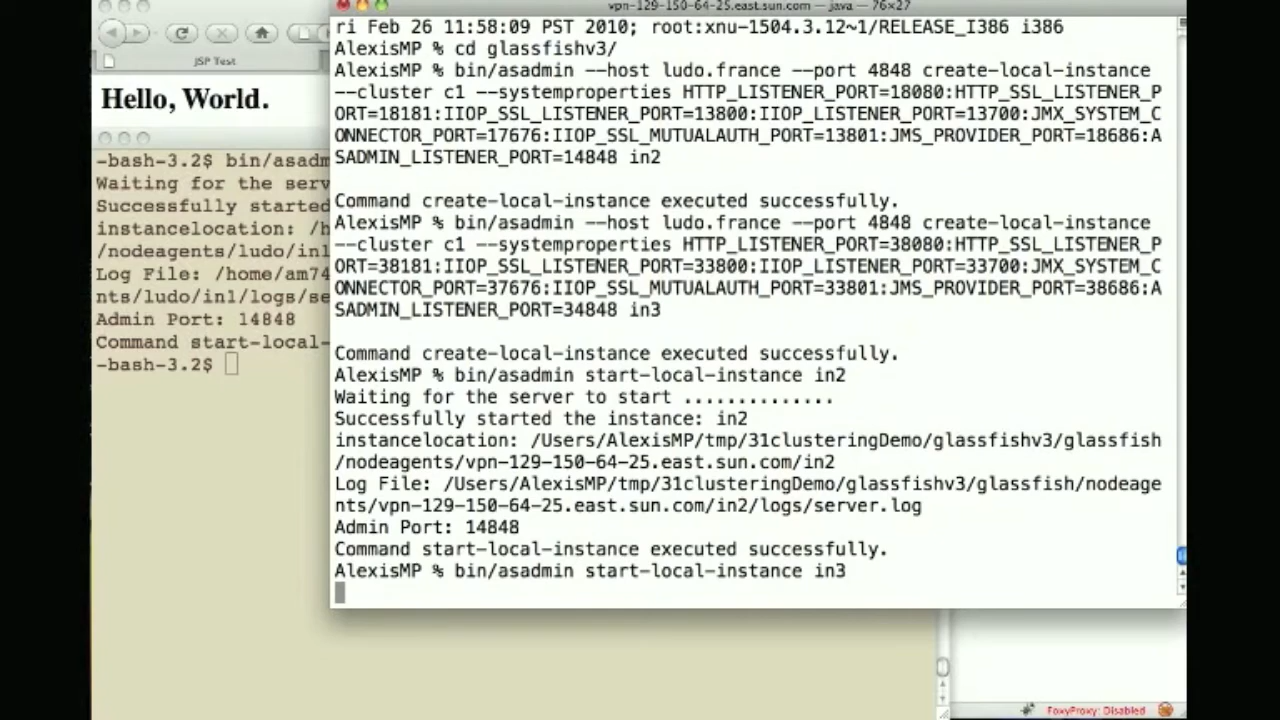 vpn-129-150-64-25.east.sun.com — java — 76×27
ri Feb 26 11:58:09 PST 2010; root:xnu-1504.3.12~1/RELEASE_I386 i386
AlexisMP % cd glassfishv3/
AlexisMP % bin/asadmin --host ludo.france --port 4848 create-local-instance
--cluster c1 --systemproperties HTTP_LISTENER_PORT=18080:HTTP_SSL_LISTENER_P
ORT=18181:IIOP_SSL_LISTENER_PORT=13800:IIOP_LISTENER_PORT=13700:JMX_SYSTEM_C
ONNECTOR_PORT=17676:IIOP_SSL_MUTUALAUTH_PORT=13801:JMS_PROVIDER_PORT=18686:A
SADMIN_LISTENER_PORT=14848 in2
Command create-local-instance executed successfully.
AlexisMP % bin/asadmin --host ludo.france --port 4848 create-local-instance
--cluster c1 --systemproperties HTTP_LISTENER_PORT=38080:HTTP_SSL_LISTENER_P
ORT=38181:IIOP_SSL_LISTENER_PORT=33800:IIOP_LISTENER_PORT=33700:JMX_SYSTEM_C
ONNECTOR_PORT=37676:IIOP_SSL_MUTUALAUTH_PORT=33801:JMS_PROVIDER_PORT=38686:A
SADMIN_LISTENER_PORT=34848 in3
Command create-local-instance executed successfully.
AlexisMP % bin/asadmin start-local-instance in2
Waiting for the server to start ..............
Successfully started the instance: in2
instancelocation: /Users/AlexisMP/tmp/31clusteringDemo/glassfishv3/glassfish
/nodeagents/vpn-129-150-64-25.east.sun.com/in2
Log File: /Users/AlexisMP/tmp/31clusteringDemo/glassfishv3/glassfish/nodeage
nts/vpn-129-150-64-25.east.sun.com/in2/logs/server.log
Admin Port: 14848
Command start-local-instance executed successfully.
AlexisMP % bin/asadmin start-local-instance in3
JSP Test
Hello, World.
-bash-3.2$ bin/asadm
Waiting for the serv
Successfully started
instancelocation: /h
/nodeagents/ludo/in1
Log File: /home/am74
nts/ludo/in1/logs/se
Admin Port: 14848
Command start-local-
-bash-3.2$
FoxyProxy: Disabled